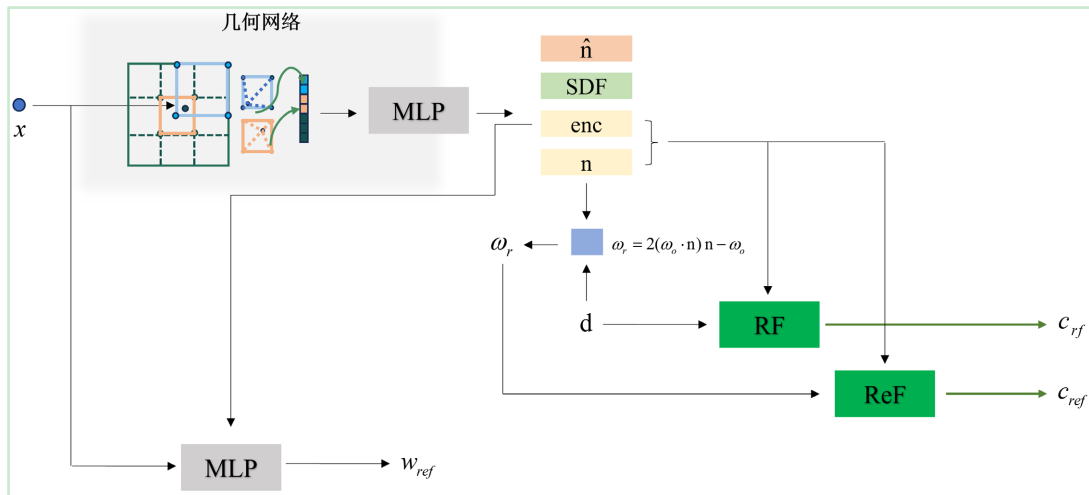 几何网络
x
MLP
n̂
SDF
enc
n
ω_r
ω_r = 2(ω_o · n) n − ω_o
d
RF
c_rf
ReF
c_ref
MLP
w_ref